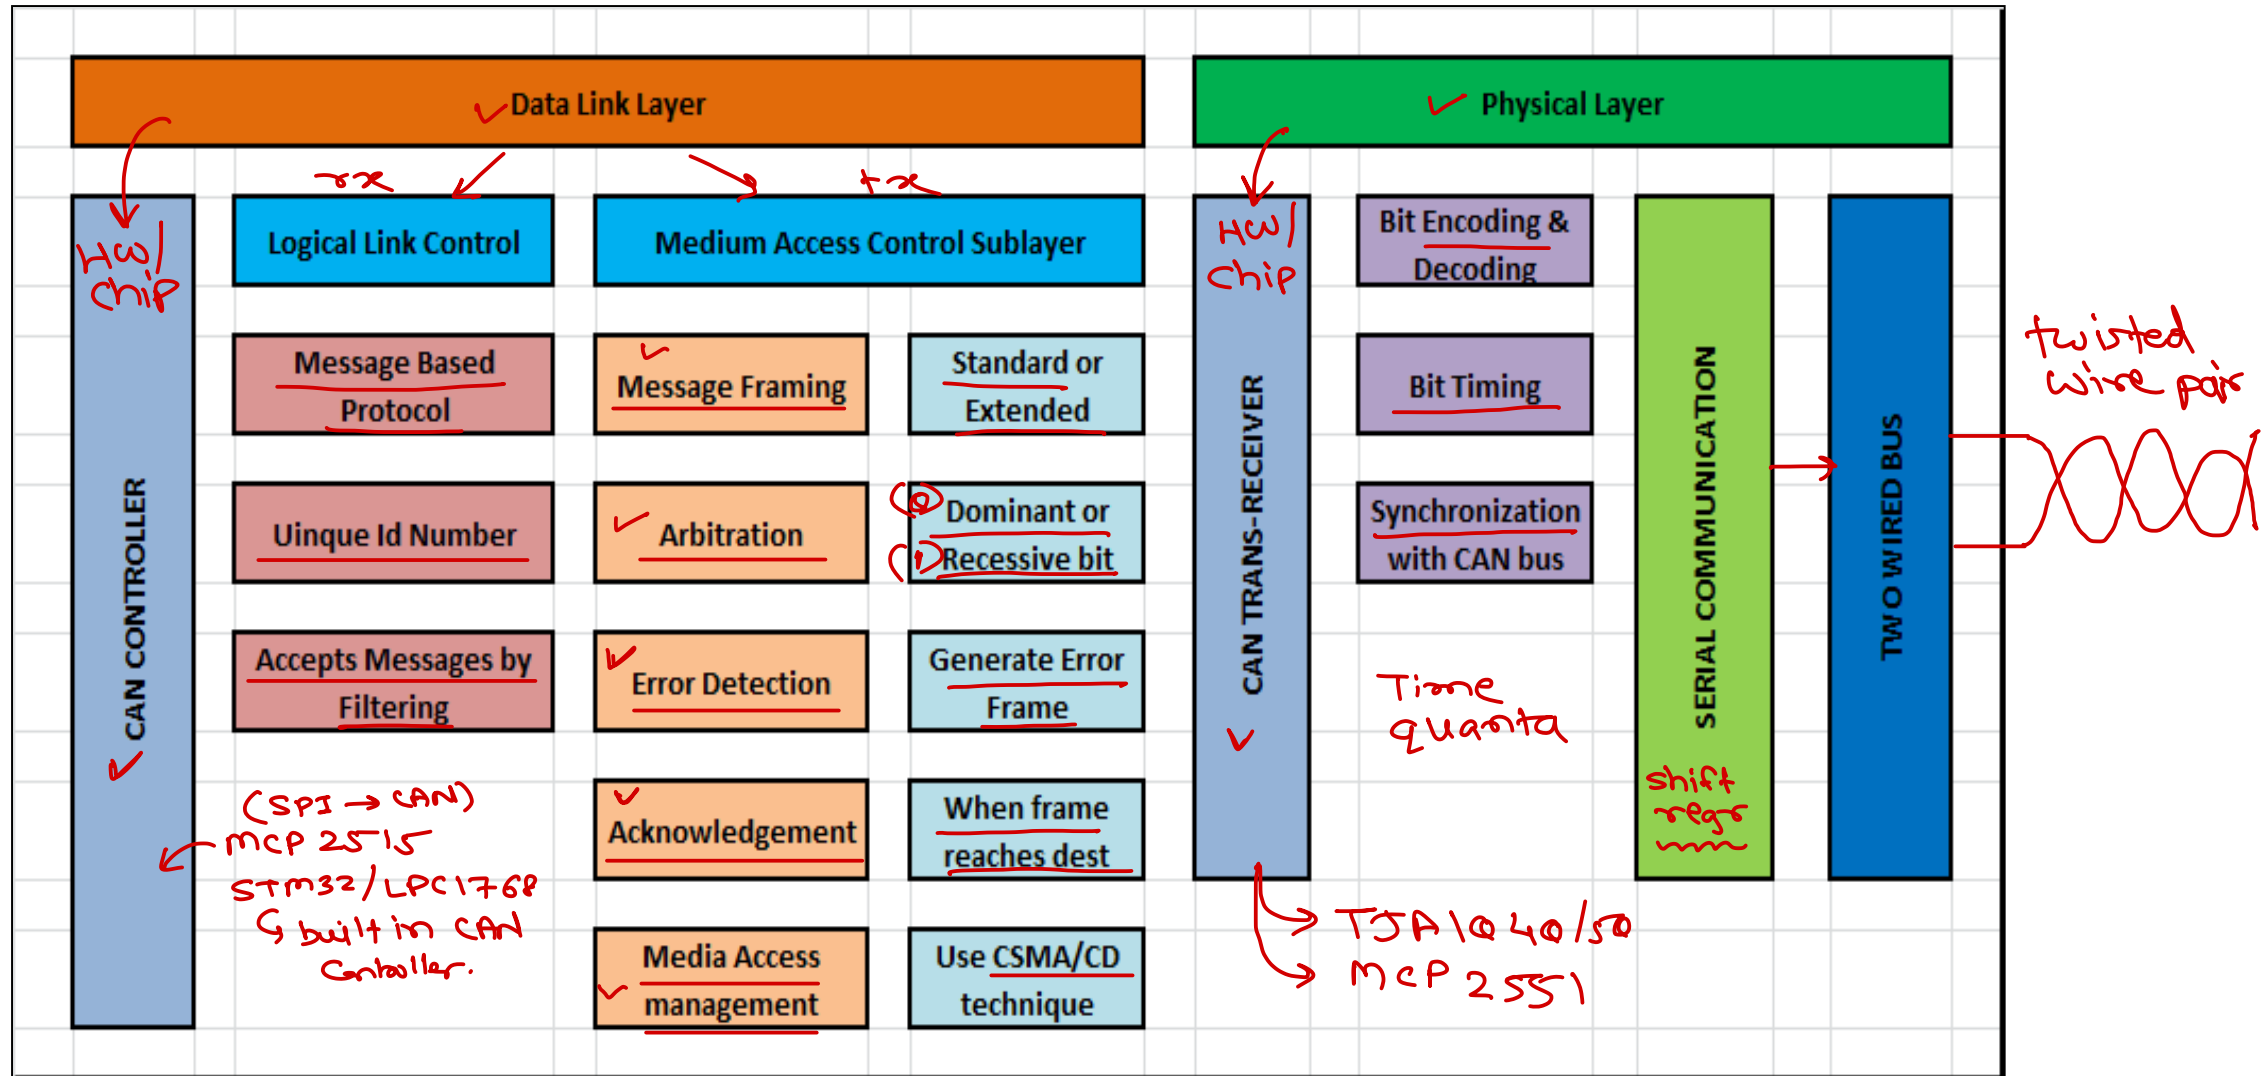 Data Link Layer
Physical Layer
rx
tx
HW/
chip
CAN CONTROLLER
Logical Link Control
Medium Access Control Sublayer
HW/
chip
CAN TRANS-RECEIVER
Bit Encoding &
Decoding
SERIAL COMMUNICATION
TWO WIRED BUS
Message Based
Protocol
Message Framing
Standard or
Extended
Bit Timing
twisted
wire pair
Uinque Id Number
Arbitration
(0)
Dominant or
(1)
Recessive bit
Synchronization
with CAN bus
Accepts Messages by
Filtering
Error Detection
Generate Error
Frame
Time
quanta
(SPI → CAN)
MCP 2515
STM32/LPC1768
built in CAN
Controller.
Acknowledgement
When frame
reaches dest
shift
regr
Media Access
management
Use CSMA/CD
technique
TJA1040/50
MCP 2551